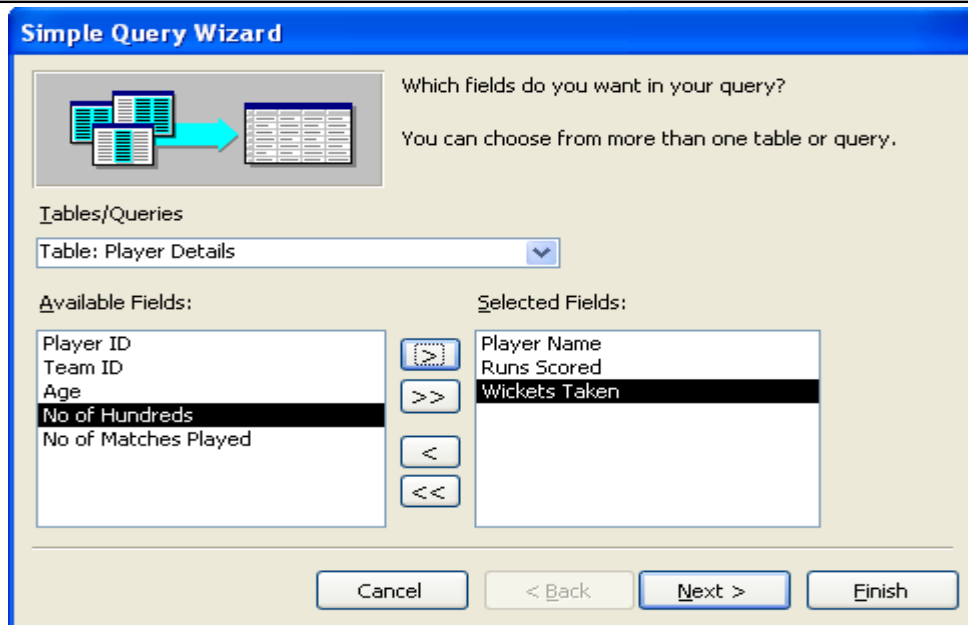 Simple Query Wizard
Which fields do you want in your query?
You can choose from more than one table or query.
Tables/Queries
Table: Player Details
Available Fields:
Selected Fields:
Player ID
Team ID
Age
No of Hundreds
No of Matches Played
>
>>
<
<<
Player Name
Runs Scored
Wickets Taken
Cancel
< Back
Next >
Finish